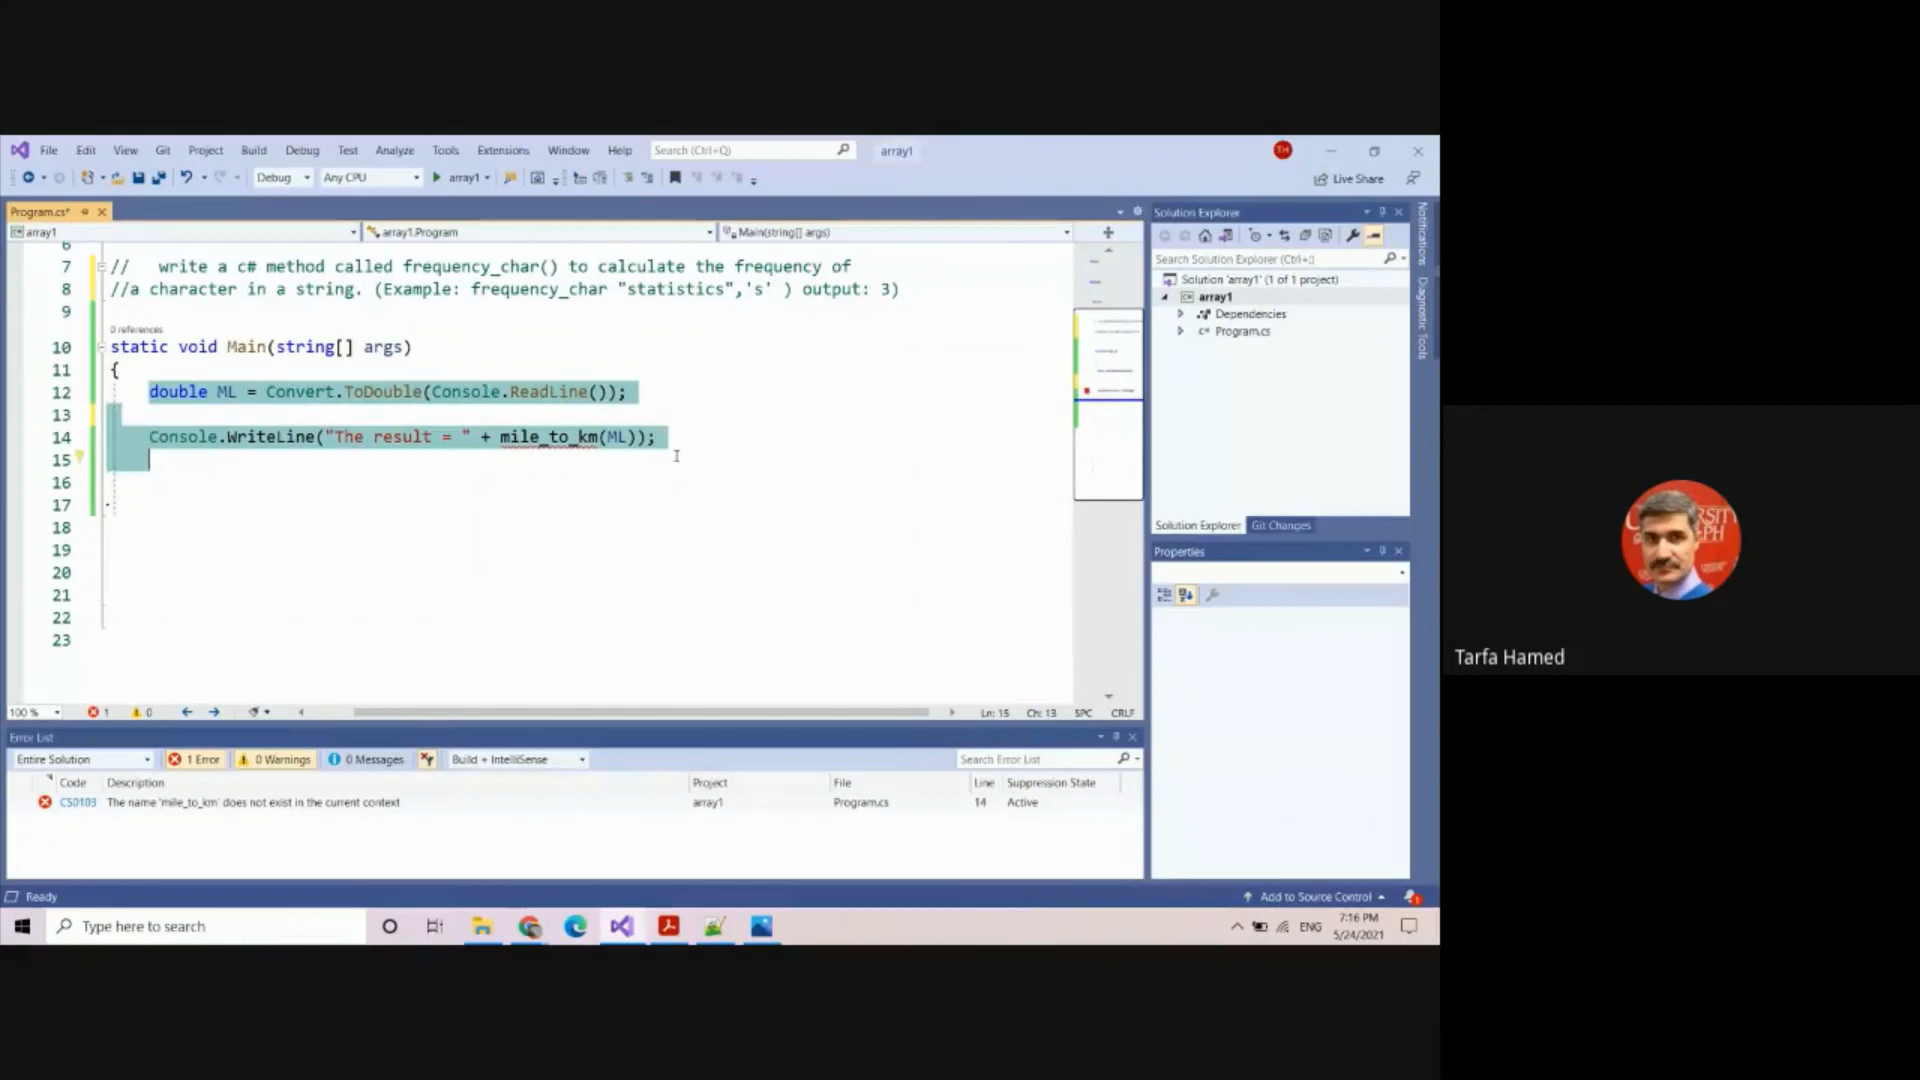 File Edit View Git Project Build Debug Test Analyze Tools Extensions Window Help Search (Ctrl+Q) array1 TH
Debug Any CPU array1 Live Share
Program.cs*
array1 array1.Program Main(string[] args)
6
7 // write a c# method called frequency_char() to calculate the frequency of
8 //a character in a string. (Example: frequency_char "statistics",'s' ) output: 3)
9
0 references
10 static void Main(string[] args)
11 {
12 double ML = Convert.ToDouble(Console.ReadLine());
13
14 Console.WriteLine("The result = " + mile_to_km(ML));
15
16
17
18
19
20
21
22
23
100 % 1 0 Ln: 15 Ch: 13 SPC CRLF
Solution Explorer
Search Solution Explorer (Ctrl+;)
Solution 'array1' (1 of 1 project)
array1
Dependencies
C# Program.cs
Solution Explorer Git Changes
Properties
Notifications
Diagnostic Tools
Error List
Entire Solution 1 Error 0 Warnings 0 Messages Build + IntelliSense Search Error List
Code Description Project File Line Suppression State
CS0103 The name 'mile_to_km' does not exist in the current context array1 Program.cs 14 Active
Ready Add to Source Control 1
Type here to search ENG 7:16 PM
5/24/2021
Tarfa Hamed